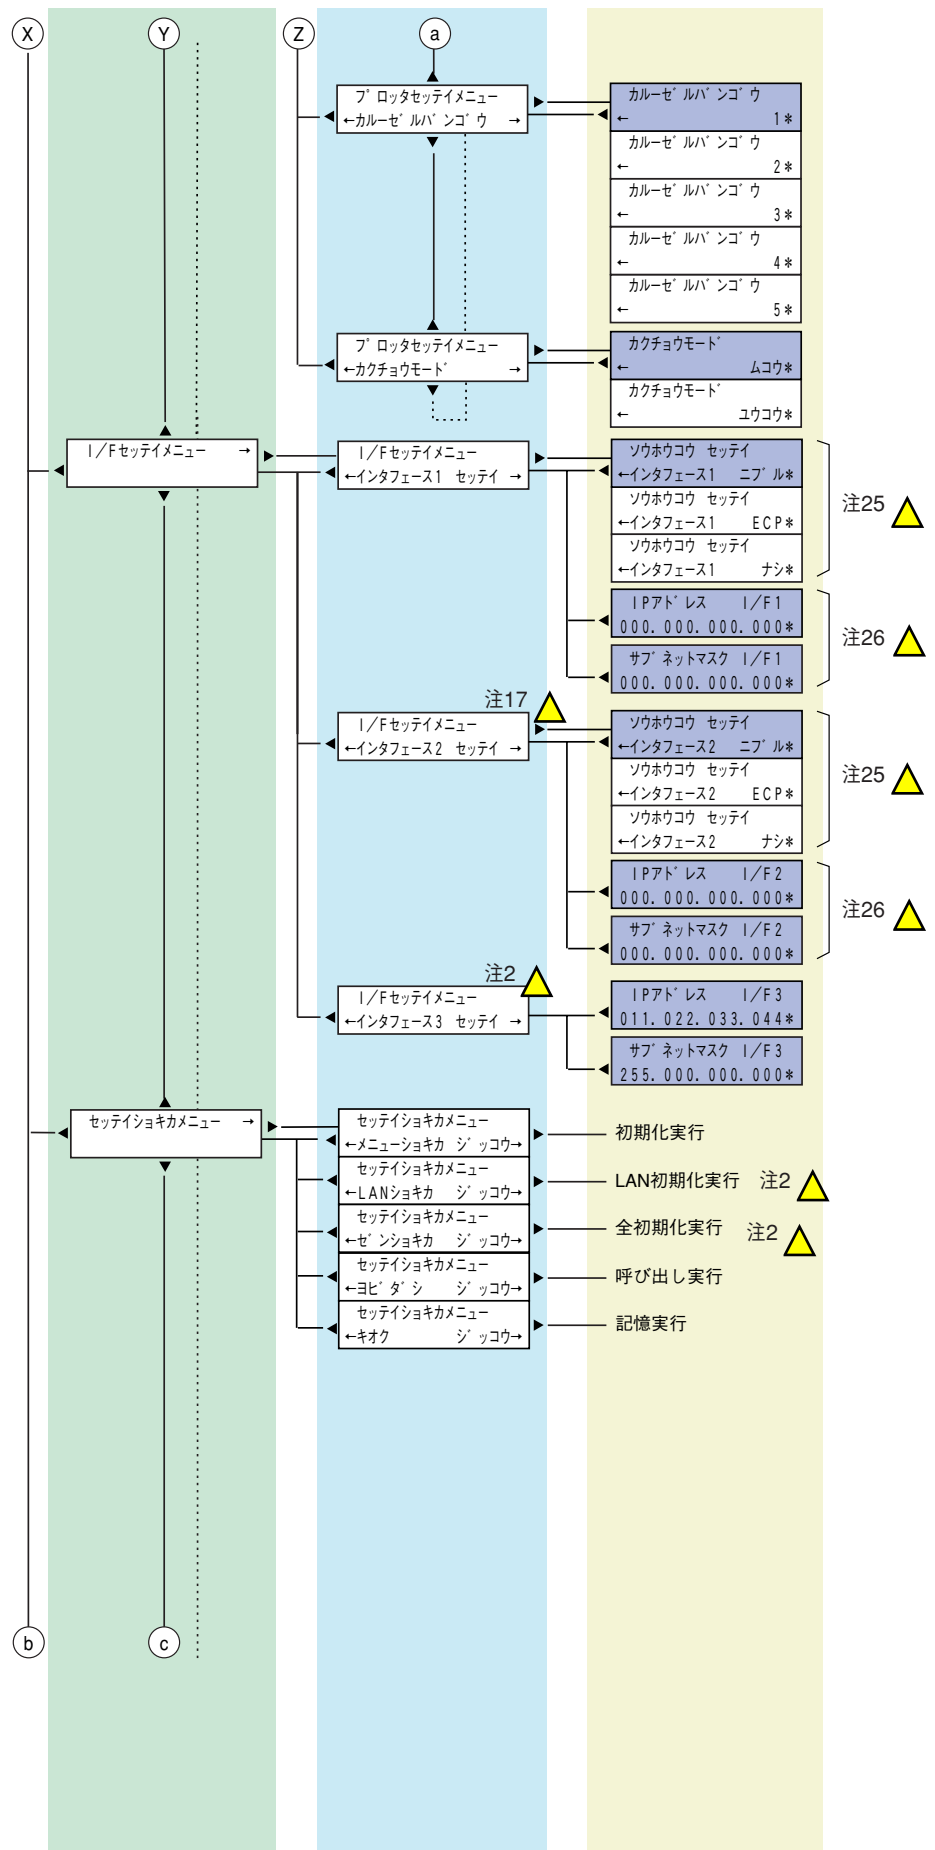 X
Y
Z
a
プロッタセッテイメニュー
←カルーゼルバンゴウ →
カルーゼルバンゴウ
← 1*
カルーゼルバンゴウ
← 2*
カルーゼルバンゴウ
← 3*
カルーゼルバンゴウ
← 4*
カルーゼルバンゴウ
← 5*
プロッタセッテイメニュー
←カクチョウモード →
カクチョウモード
← ムコウ*
カクチョウモード
← ユウコウ*
I/Fセッテイメニュー →
I/Fセッテイメニュー
←インタフェース1 セッテイ →
ソウホウコウ セッテイ
←インタフェース1 ニブル*
ソウホウコウ セッテイ
←インタフェース1 ECP*
ソウホウコウ セッテイ
←インタフェース1 ナシ*
注25
IPアドレス I/F1
000.000.000.000*
サブネットマスク I/F1
000.000.000.000*
注26
注17
I/Fセッテイメニュー
←インタフェース2 セッテイ →
ソウホウコウ セッテイ
←インタフェース2 ニブル*
ソウホウコウ セッテイ
←インタフェース2 ECP*
ソウホウコウ セッテイ
←インタフェース2 ナシ*
注25
IPアドレス I/F2
000.000.000.000*
サブネットマスク I/F2
000.000.000.000*
注26
注2
I/Fセッテイメニュー
←インタフェース3 セッテイ →
IPアドレス I/F3
011.022.033.044*
サブネットマスク I/F3
255.000.000.000*
セッテイショキカメニュー →
セッテイショキカメニュー
←メニューショキカ ジッコウ→
初期化実行
セッテイショキカメニュー
←LANショキカ ジッコウ→
LAN初期化実行 注2
セッテイショキカメニュー
←ゼンショキカ ジッコウ→
全初期化実行 注2
セッテイショキカメニュー
←ヨビダシ ジッコウ→
呼び出し実行
セッテイショキカメニュー
←キオク ジッコウ→
記憶実行
b
c